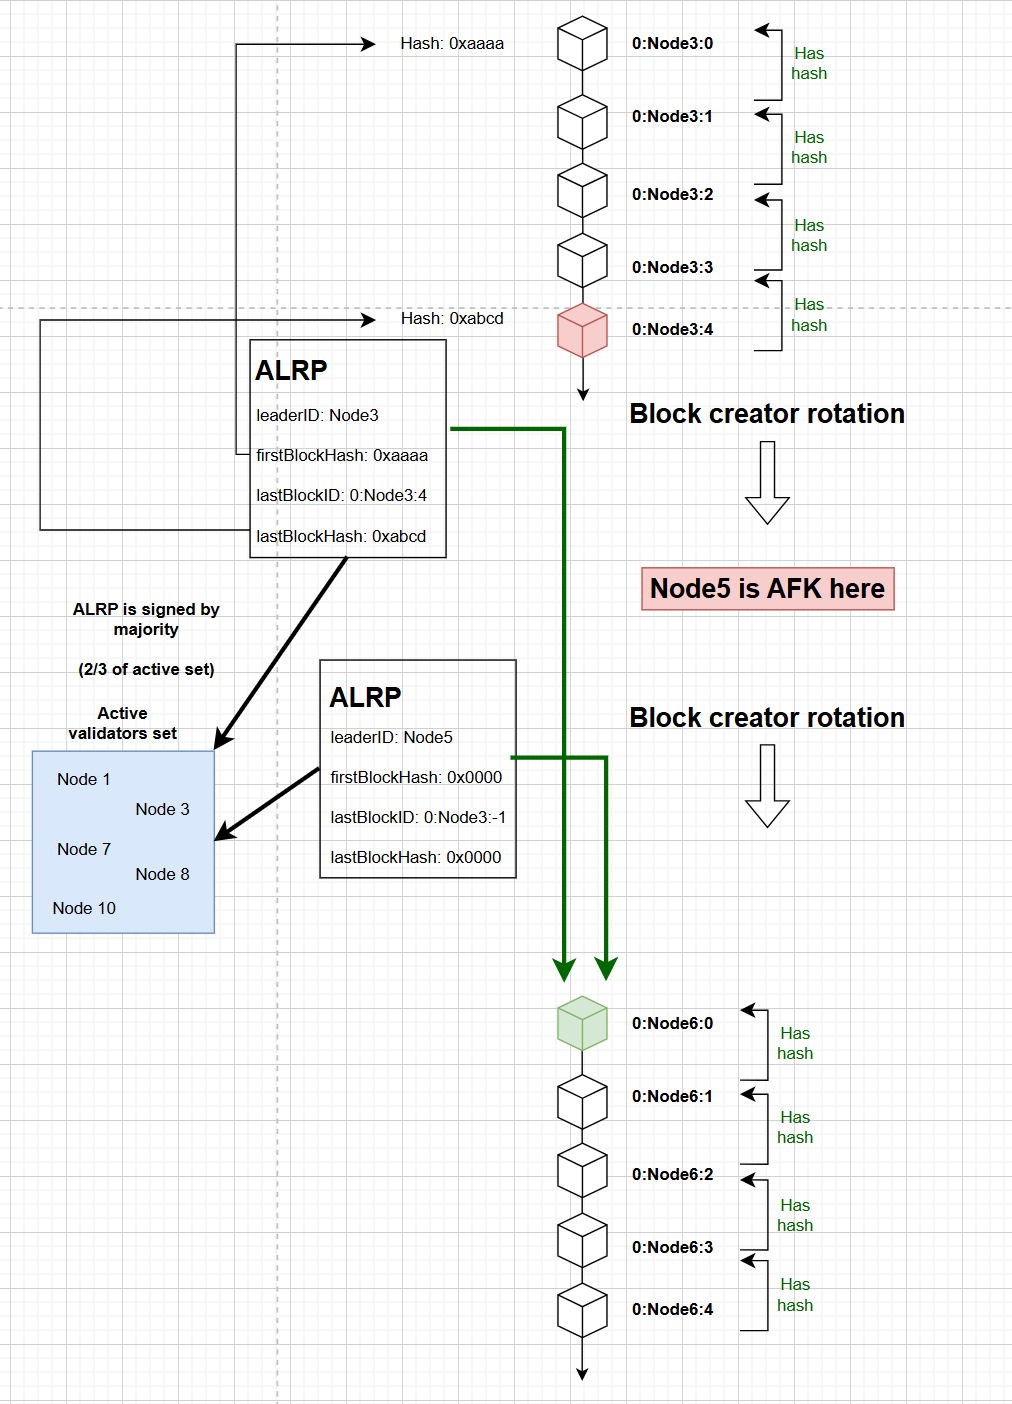 Hash: 0xaaaa
0:Node3:0
Has
hash
0:Node3:1
Has
hash
0:Node3:2
Has
hash
0:Node3:3
Has
hash
Hash: 0xabcd
0:Node3:4
ALRP
leaderID: Node3
firstBlockHash: 0xaaaa
lastBlockID: 0:Node3:4
lastBlockHash: 0xabcd
Block creator rotation
Node5 is AFK here
ALRP is signed by
majority
(2/3 of active set)
Active
validators set
Node 1
Node 3
Node 7
Node 8
Node 10
ALRP
leaderID: Node5
firstBlockHash: 0x0000
lastBlockID: 0:Node3:-1
lastBlockHash: 0x0000
Block creator rotation
0:Node6:0
Has
hash
0:Node6:1
Has
hash
0:Node6:2
Has
hash
0:Node6:3
Has
hash
0:Node6:4